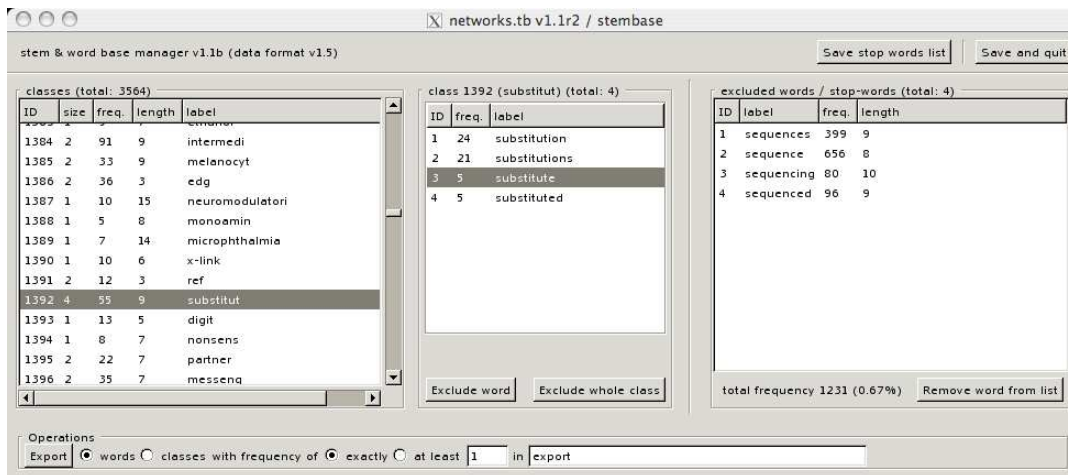 networks.tb v1.1r2 / stembase
stem & word base manager v1.1b (data format v1.5)
Save stop words list
Save and quit
classes (total: 3564)
ID size freq. length label
1384 2 91 9 intermedi
1385 2 33 9 melanocyt
1386 2 36 3 edg
1387 1 10 15 neuromodulatori
1388 1 5 8 monoamin
1389 1 7 14 microphthalmia
1390 1 10 6 x-link
1391 2 12 3 ref
1392 4 55 9 substitut
1393 1 13 5 digit
1394 1 8 7 nonsens
1395 2 22 7 partner
1396 2 35 7 messeng
class 1392 (substitut) (total: 4)
ID freq. label
1 24 substitution
2 21 substitutions
3 5 substitute
4 5 substituted
Exclude word
Exclude whole class
excluded words / stop-words (total: 4)
ID label freq. length
1 sequences 399 9
2 sequence 656 8
3 sequencing 80 10
4 sequenced 96 9
total frequency 1231 (0.67%)
Remove word from list
Operations
Export words classes with frequency of exactly at least 1 in export